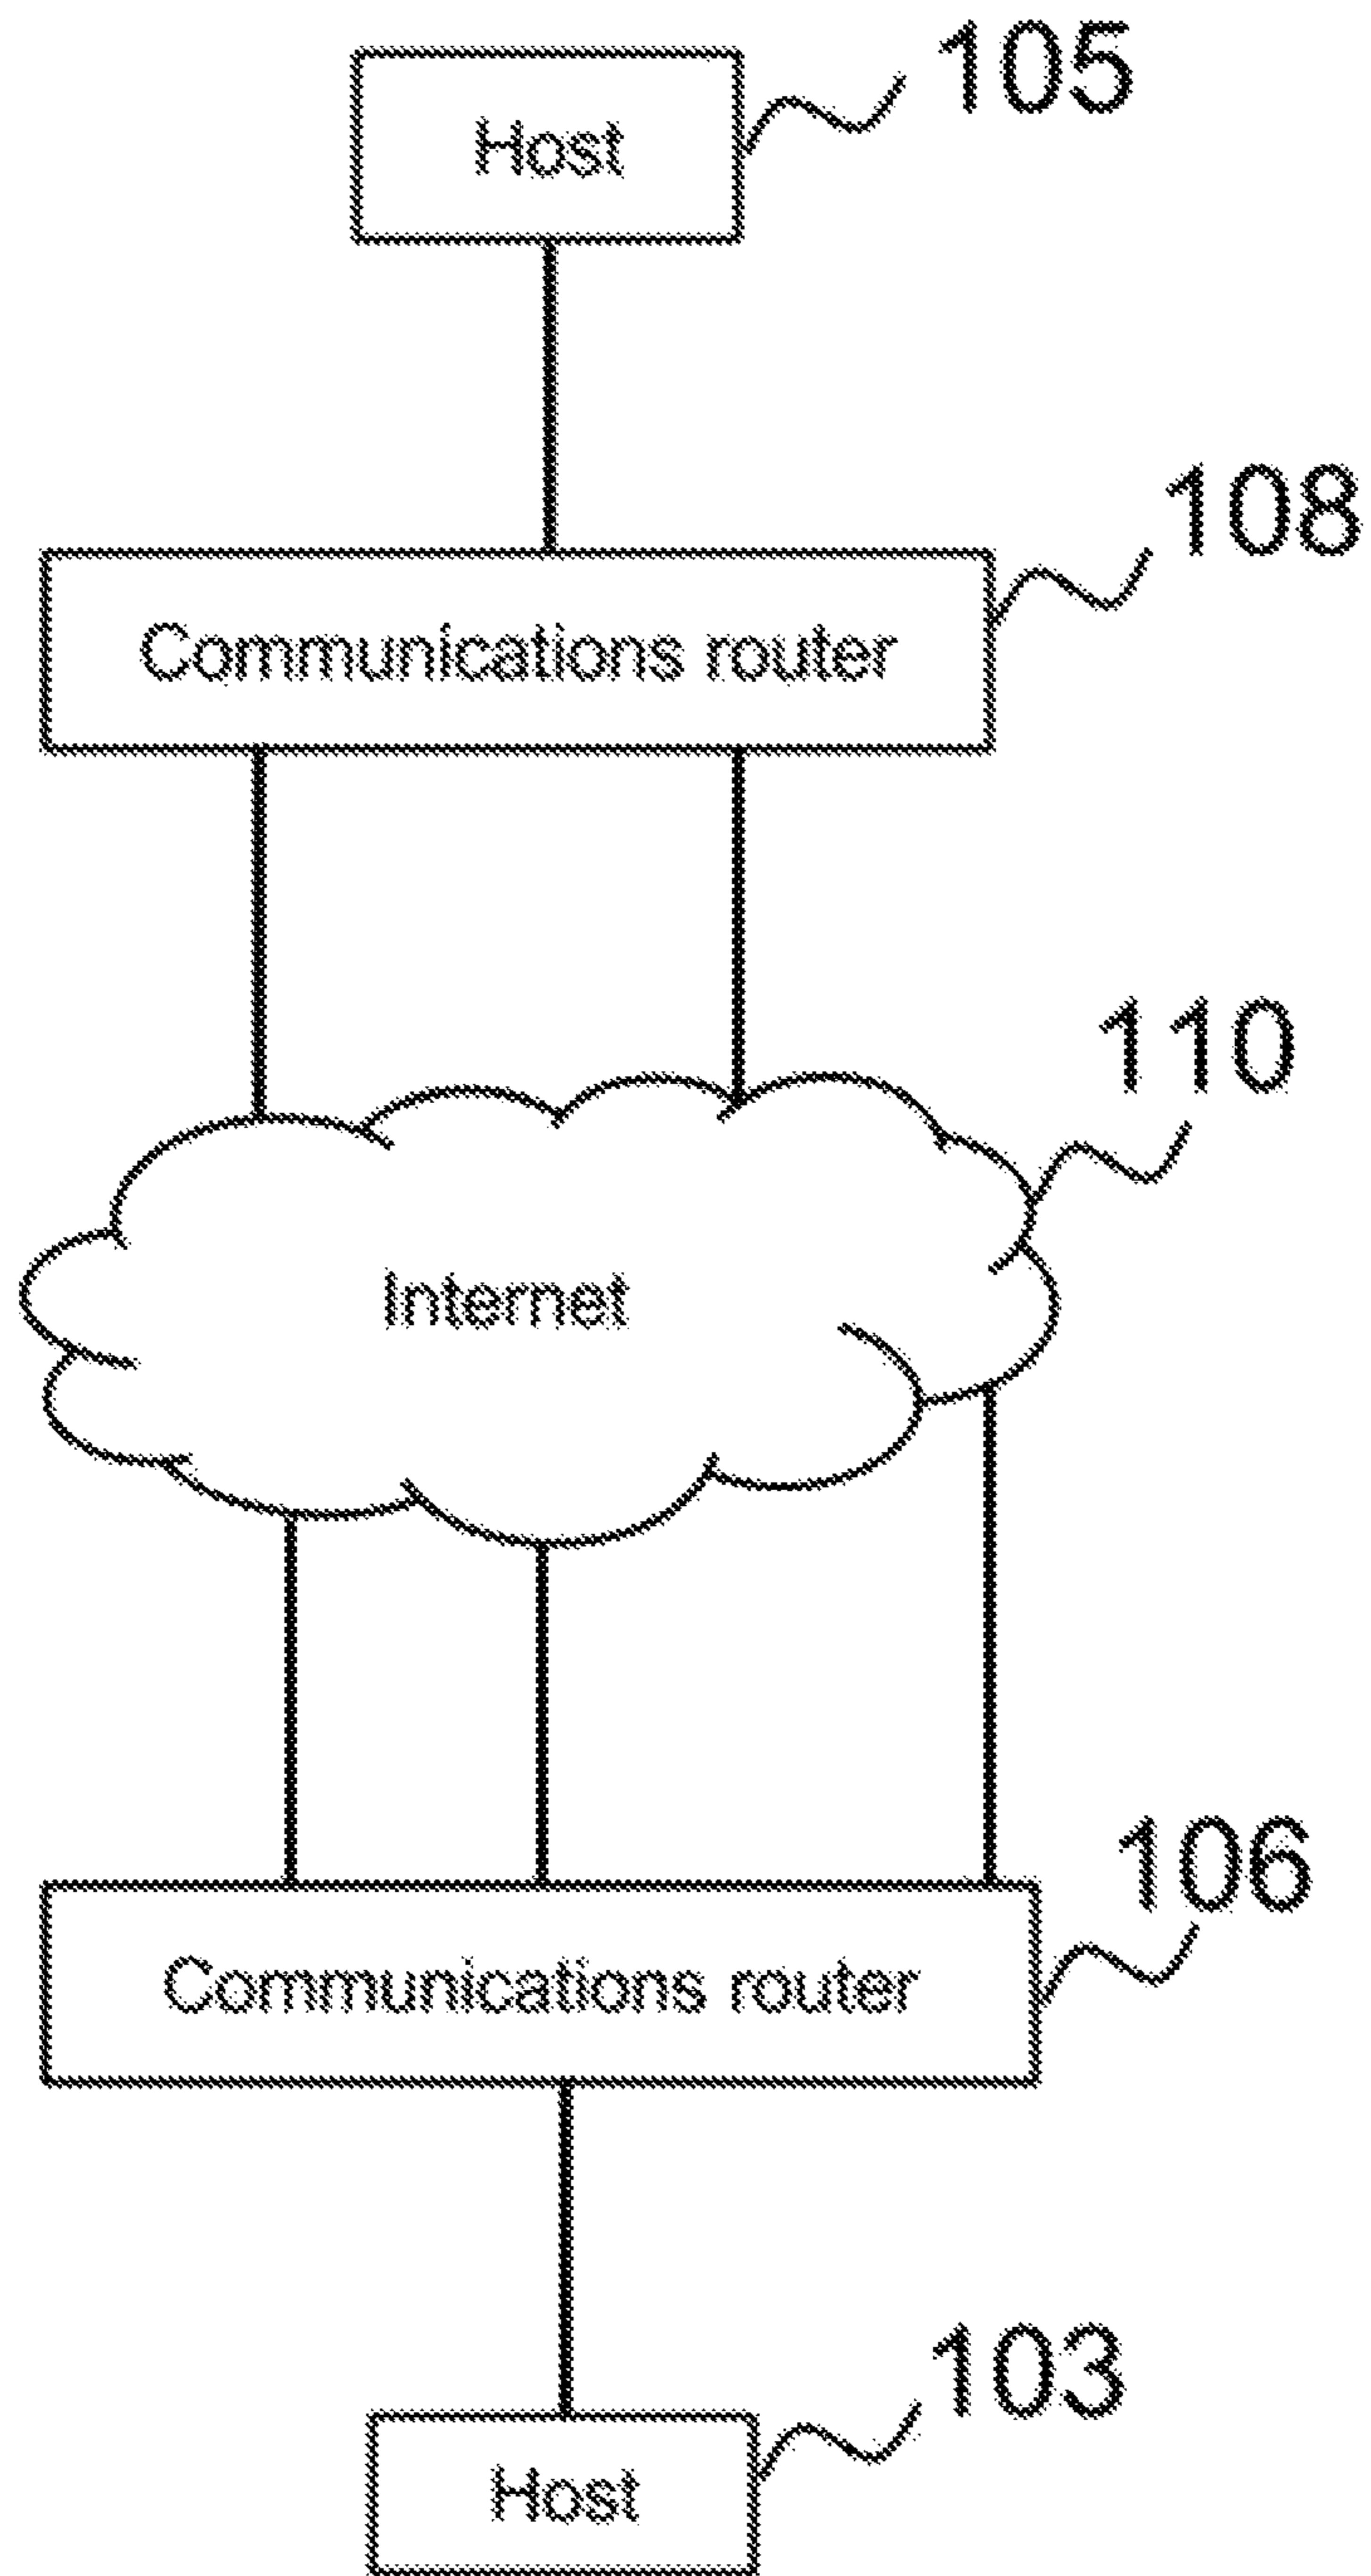 105
Host
108
Communications router
110
Internet
106
Communications router
103
Host